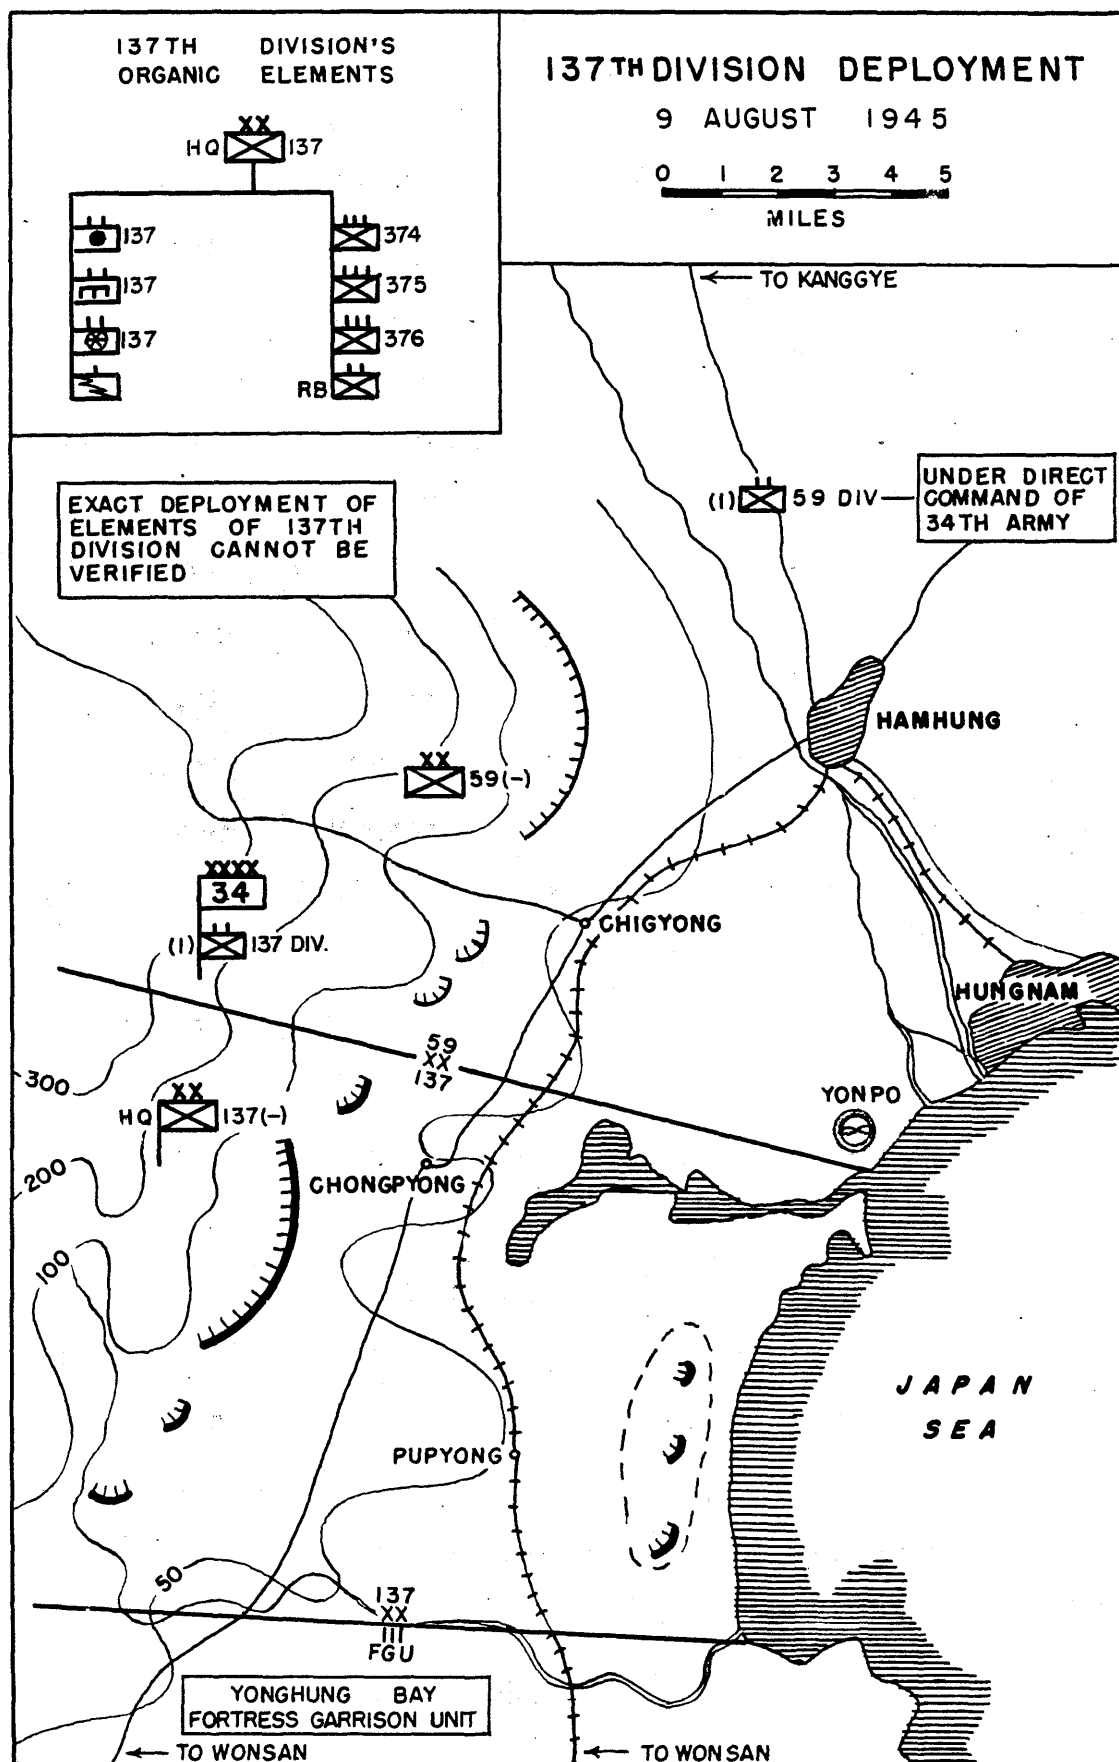 137TH DIVISION'S
ORGANIC ELEMENTS
XX
HQ 137
137
137
137
374
375
376
RB
137TH DIVISION DEPLOYMENT
9 AUGUST 1945
0 1 2 3 4 5
MILES
← TO KANGGYE
EXACT DEPLOYMENT OF
ELEMENTS OF 137TH
DIVISION CANNOT BE
VERIFIED
(1) 59 DIV
UNDER DIRECT
COMMAND OF
34TH ARMY
HAMHUNG
XX
59(-)
XXXX
34
(1) 137 DIV.
CHIGYONG
HUNGNAM
59
XX
137
300
XX
HQ 137(-)
YONPO
200
CHONGPYONG
100
JAPAN
SEA
PUPYONG
50
137
XX
III
FGU
YONGHUNG BAY
FORTRESS GARRISON UNIT
← TO WONSAN
← TO WONSAN